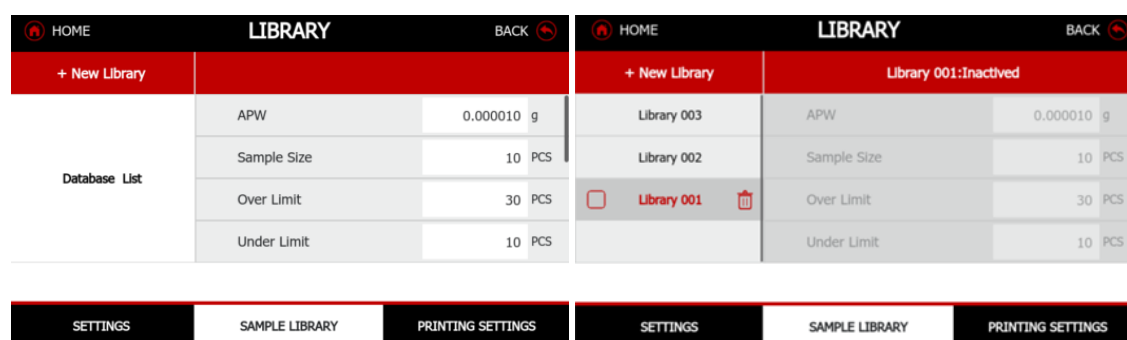 HOME LIBRARY BACK
+ New Library
APW 0.000010 g
Sample Size 10 PCS
Database List
Over Limit 30 PCS
Under Limit 10 PCS
SETTINGS SAMPLE LIBRARY PRINTING SETTINGS
HOME LIBRARY BACK
+ New Library Library 001:Inactived
Library 003 APW 0.000010 g
Library 002 Sample Size 10 PCS
Library 001 Over Limit 30 PCS
Under Limit 10 PCS
SETTINGS SAMPLE LIBRARY PRINTING SETTINGS